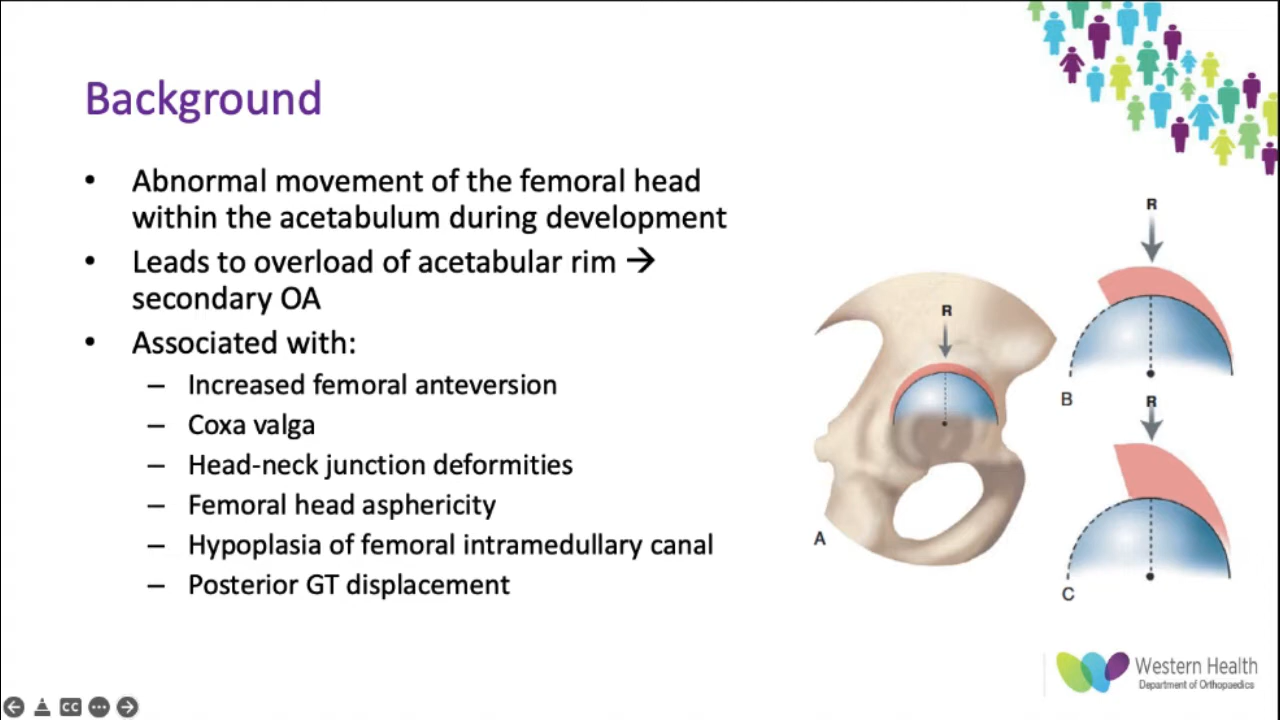 Background
• Abnormal movement of the femoral head
within the acetabulum during development
• Leads to overload of acetabular rim →
secondary OA
• Associated with:
– Increased femoral anteversion
– Coxa valga
– Head-neck junction deformities
– Femoral head asphericity
– Hypoplasia of femoral intramedullary canal
– Posterior GT displacement
R
A
R
B
R
C
Western Health
Department of Orthopaedics
CC